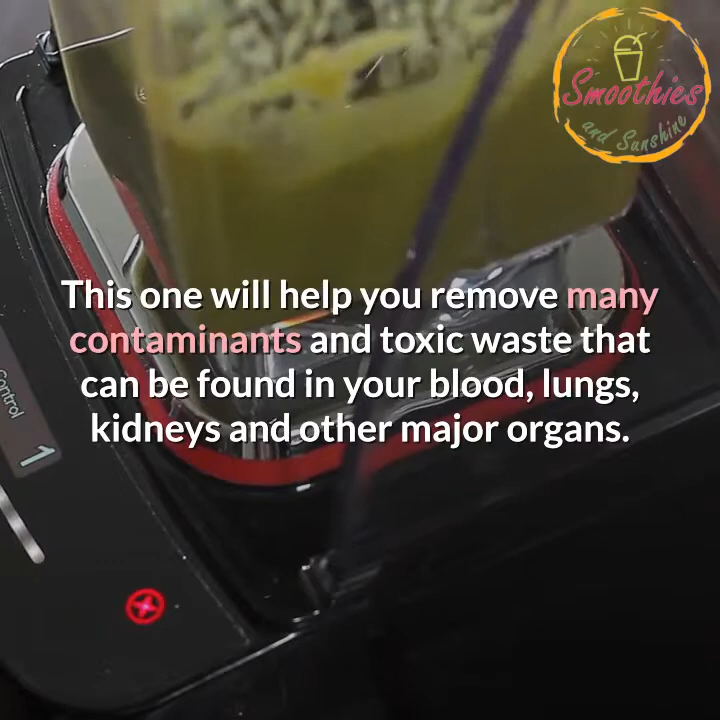 Smoothies
and Sunshine
This one will help you remove many
contaminants and toxic waste that
can be found in your blood, lungs,
kidneys and other major organs.
Control
1